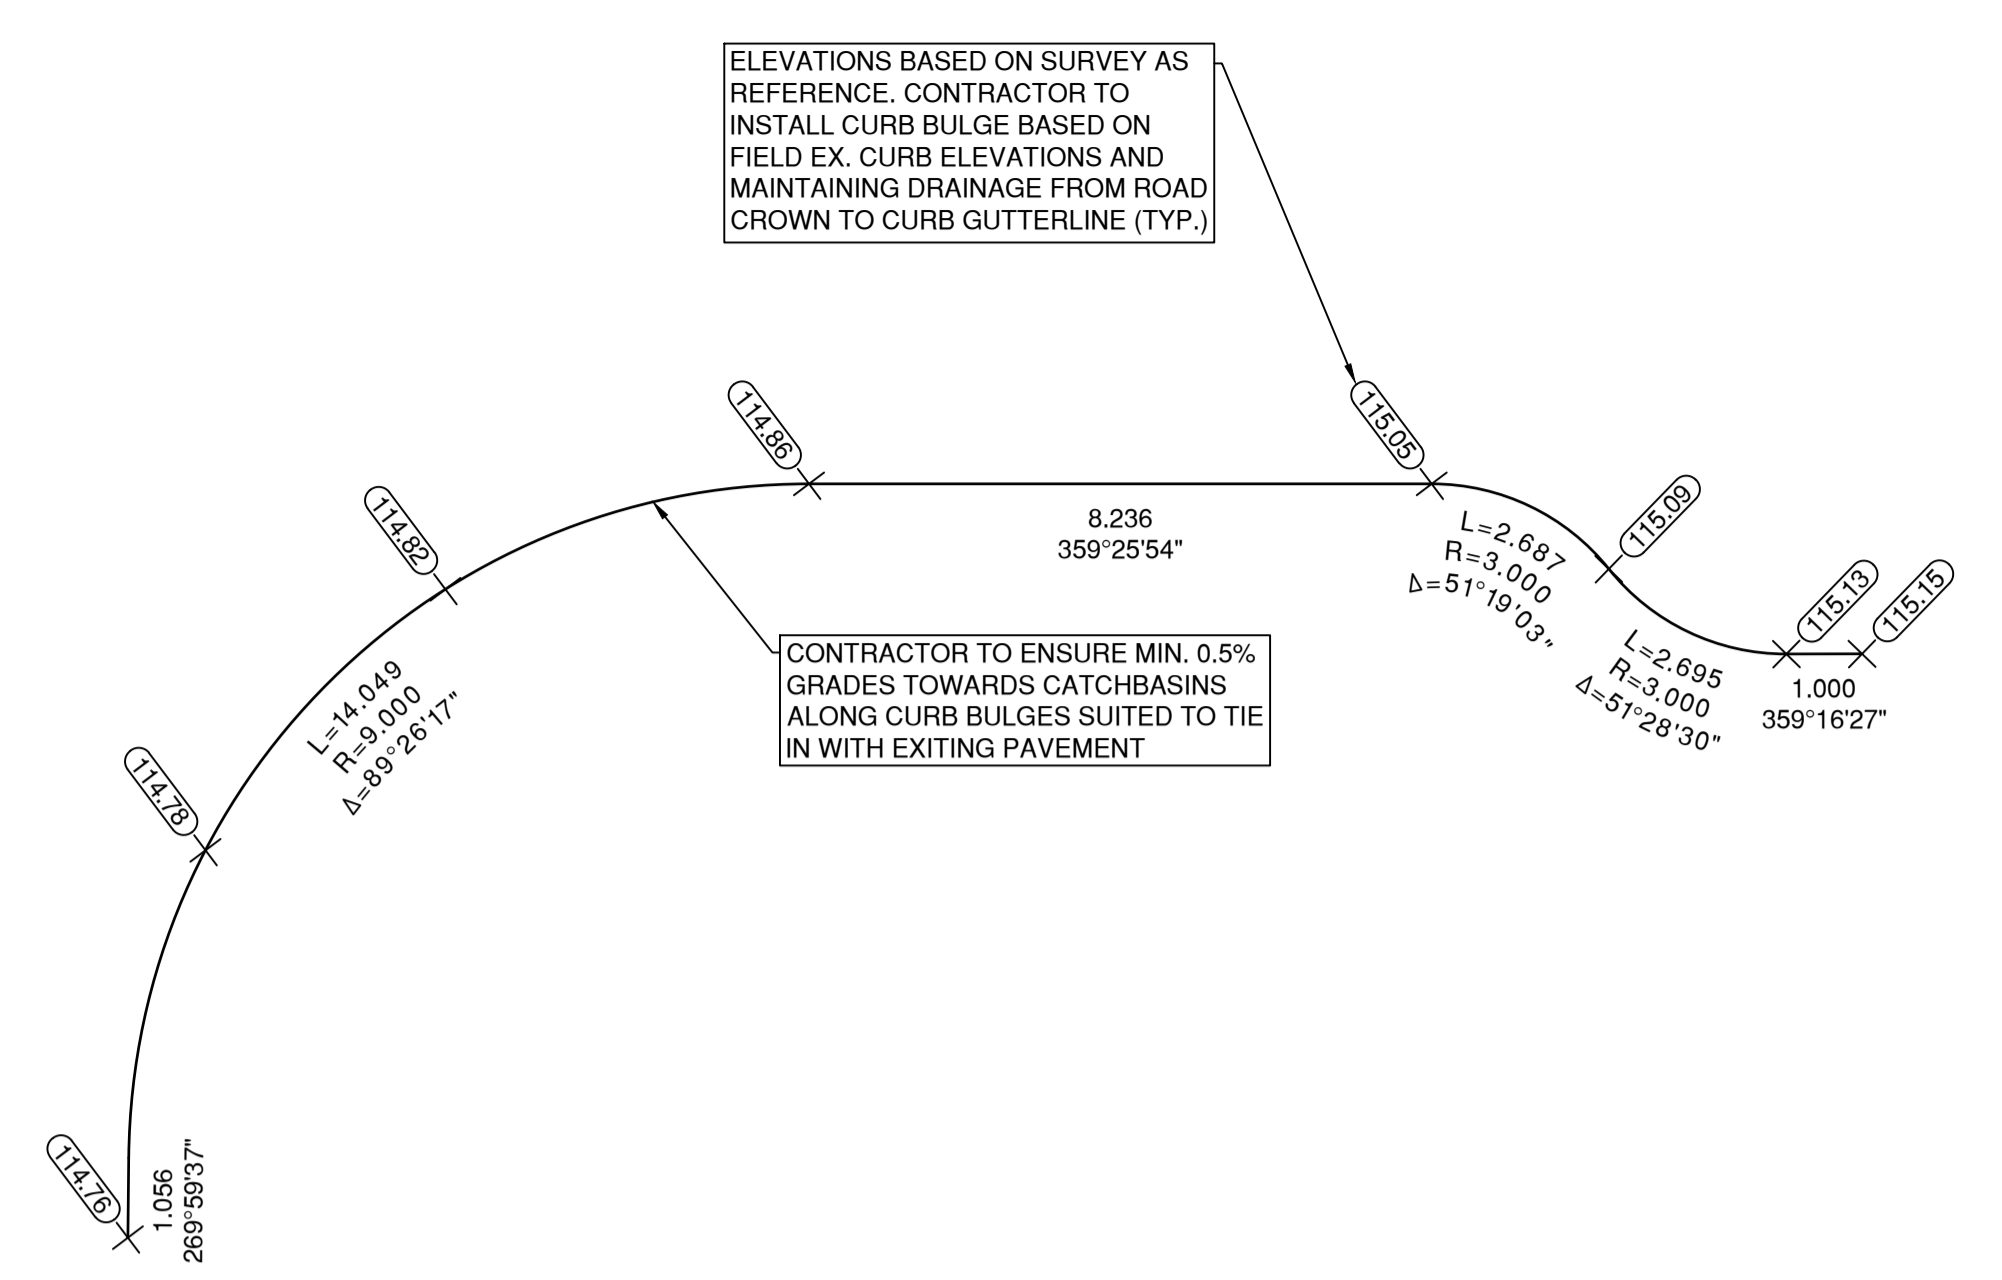 ELEVATIONS BASED ON SURVEY AS
REFERENCE. CONTRACTOR TO
INSTALL CURB BULGE BASED ON
FIELD EX. CURB ELEVATIONS AND
MAINTAINING DRAINAGE FROM ROAD
CROWN TO CURB GUTTERLINE (TYP.)
114.86
115.05
114.82
115.09
8.236
359°25'54"
L=2.687
R=3.000
Δ=51°19'03"
115.13
115.15
CONTRACTOR TO ENSURE MIN. 0.5%
GRADES TOWARDS CATCHBASINS
ALONG CURB BULGES SUITED TO TIE
IN WITH EXITING PAVEMENT
L=2.695
R=3.000
Δ=51°28'30"
1.000
359°16'27"
L=14.049
R=9.000
Δ=89°26'17"
114.78
114.76
1.056
269°59'37"